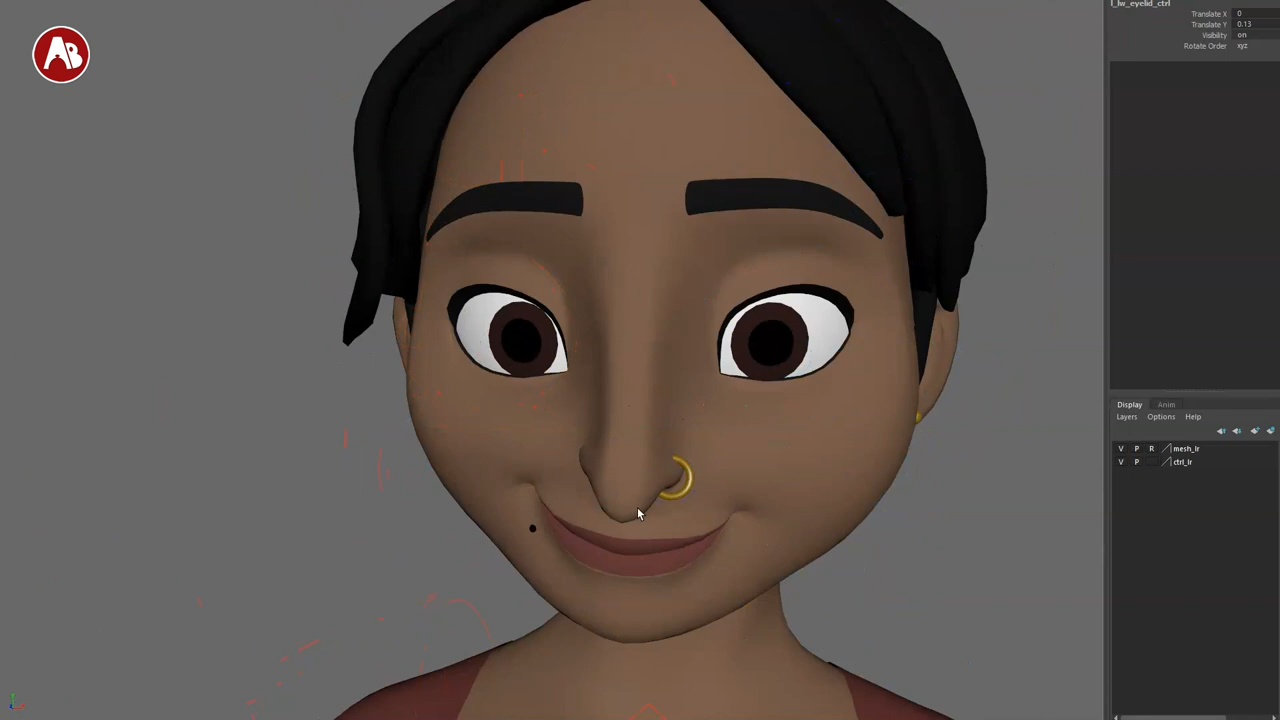 AB
l_lw_eyelid_ctrl
Translate X 0
Translate Y 0.13
Visibility on
Rotate Order xyz
Display Anim
Layers Options Help
V P R mesh_lr
V P ctrl_lr